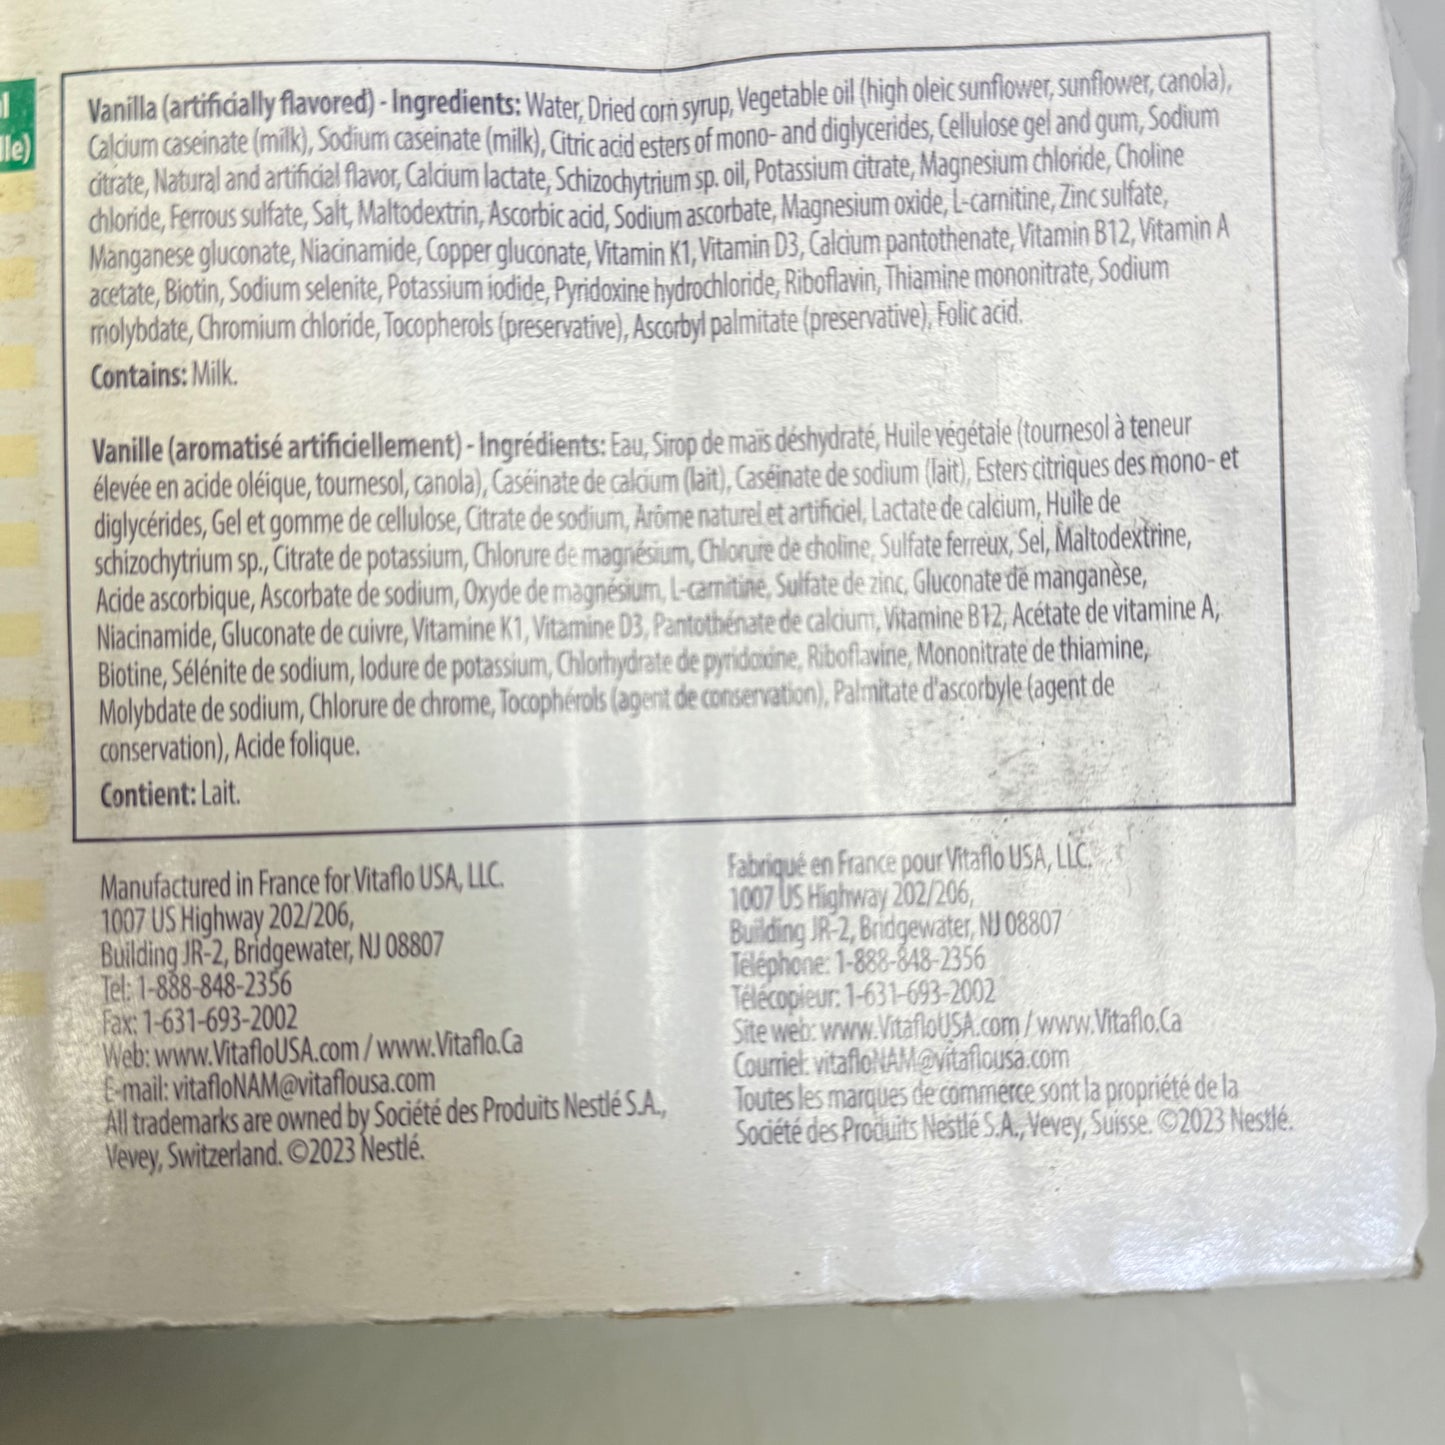 l
lle)
Vanilla (artificially flavored) - Ingredients: Water, Dried corn syrup, Vegetable oil (high oleic sunflower, sunflower, canola),
Calcium caseinate (milk), Sodium caseinate (milk), Citric acid esters of mono- and diglycerides, Cellulose gel and gum, Sodium
citrate, Natural and artificial flavor, Calcium lactate, Schizochytrium sp. oil, Potassium citrate, Magnesium chloride, Choline
chloride, Ferrous sulfate, Salt, Maltodextrin, Ascorbic acid, Sodium ascorbate, Magnesium oxide, L-carnitine, Zinc sulfate,
Manganese gluconate, Niacinamide, Copper gluconate, Vitamin K1, Vitamin D3, Calcium pantothenate, Vitamin B12, Vitamin A
acetate, Biotin, Sodium selenite, Potassium iodide, Pyridoxine hydrochloride, Riboflavin, Thiamine mononitrate, Sodium
molybdate, Chromium chloride, Tocopherols (preservative), Ascorbyl palmitate (preservative), Folic acid.
Contains: Milk.
Vanille (aromatisé artificiellement) - Ingrédients: Eau, Sirop de maïs déshydraté, Huile végétale (tournesol à teneur
élevée en acide oléique, tournesol, canola), Caséinate de calcium (lait), Caséinate de sodium (lait), Esters citriques des mono- et
diglycérides, Gel et gomme de cellulose, Citrate de sodium, Arôme naturel et artificiel, Lactate de calcium, Huile de
schizochytrium sp., Citrate de potassium, Chlorure de magnésium, Chlorure de choline, Sulfate ferreux, Sel, Maltodextrine,
Acide ascorbique, Ascorbate de sodium, Oxyde de magnésium, L-carnitine, Sulfate de zinc, Gluconate de manganèse,
Niacinamide, Gluconate de cuivre, Vitamine K1, Vitamine D3, Pantothénate de calcium, Vitamine B12, Acétate de vitamine A,
Biotine, Sélénite de sodium, Iodure de potassium, Chlorhydrate de pyridoxine, Riboflavine, Mononitrate de thiamine,
Molybdate de sodium, Chlorure de chrome, Tocophérols (agent de conservation), Palmitate d'ascorbyle (agent de
conservation), Acide folique.
Contient: Lait.
Manufactured in France for Vitaflo USA, LLC.
1007 US Highway 202/206,
Building JR-2, Bridgewater, NJ 08807
Tel: 1-888-848-2356
Fax: 1-631-693-2002
Web: www.VitafloUSA.com / www.Vitaflo.Ca
E-mail: vitafloNAM@vitaflousa.com
All trademarks are owned by Société des Produits Nestlé S.A.,
Vevey, Switzerland. ©2023 Nestlé.
Fabriqué en France pour Vitaflo USA, LLC.
1007 US Highway 202/206,
Building JR-2, Bridgewater, NJ 08807
Téléphone: 1-888-848-2356
Télécopieur: 1-631-693-2002
Site web: www.VitafloUSA.com / www.Vitaflo.Ca
Courriel: vitafloNAM@vitaflousa.com
Toutes les marques de commerce sont la propriété de la
Société des Produits Nestlé S.A., Vevey, Suisse. ©2023 Nestlé.